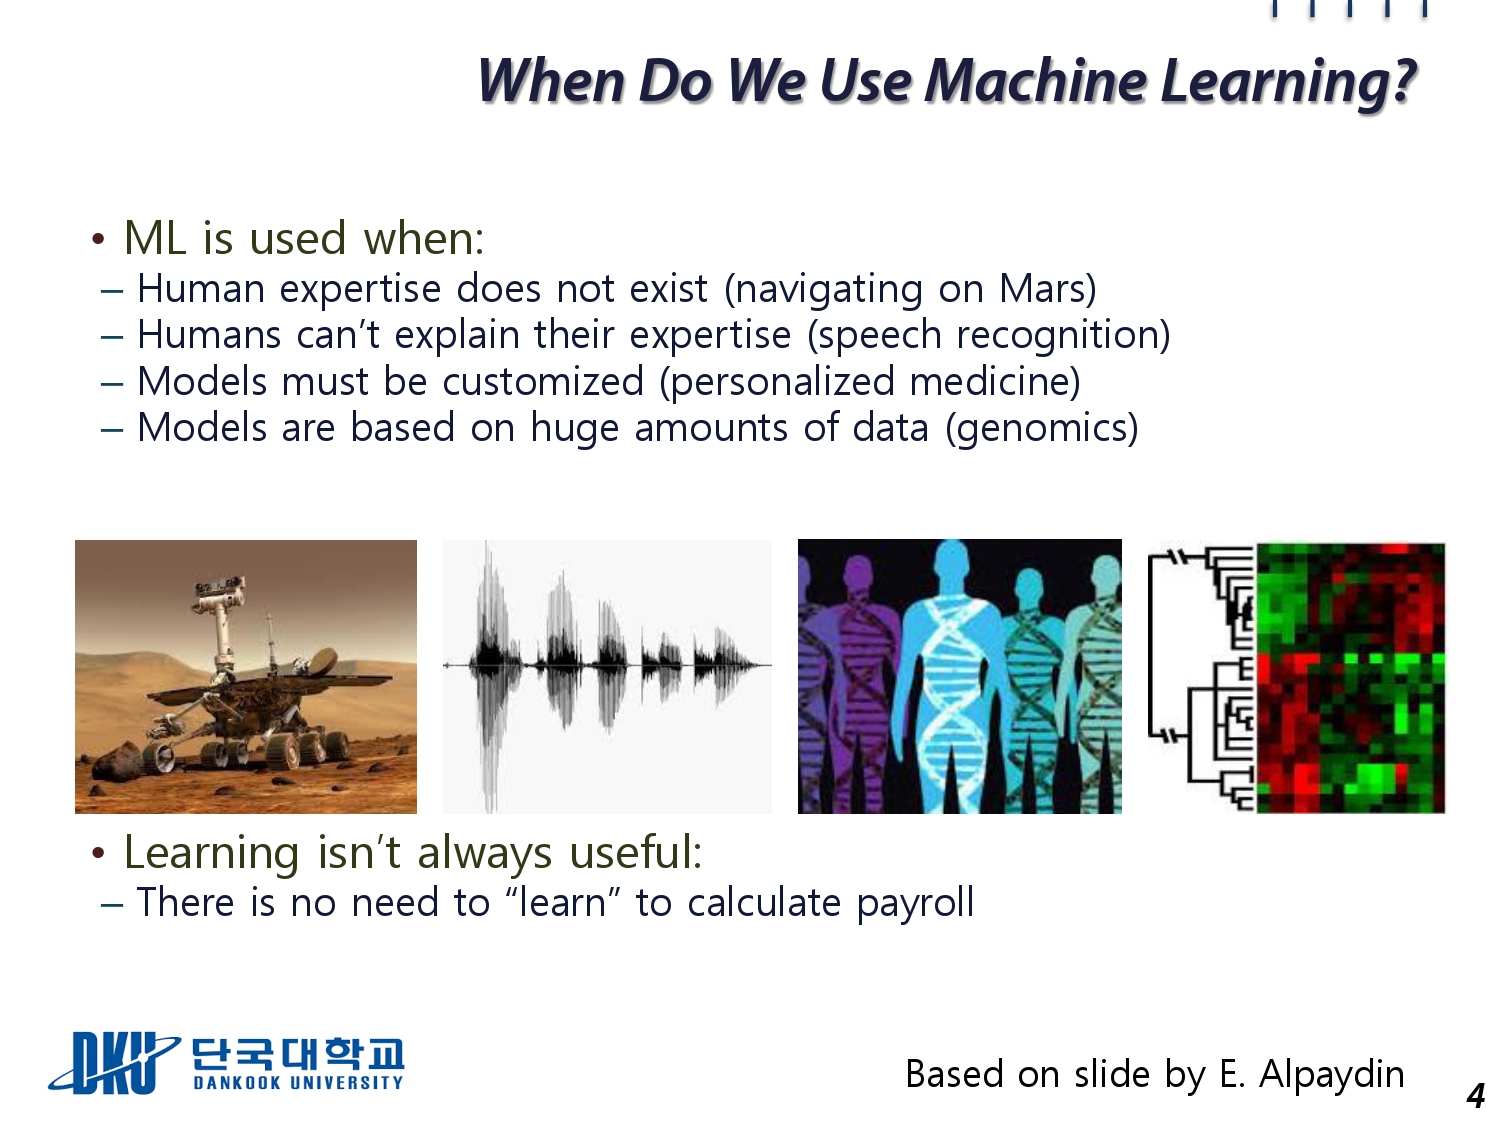 When Do We Use Machine Learning?
• ML is used when:
– Human expertise does not exist (navigating on Mars)
– Humans can’t explain their expertise (speech recognition)
– Models must be customized (personalized medicine)
– Models are based on huge amounts of data (genomics)
• Learning isn’t always useful:
– There is no need to “learn” to calculate payroll
DKU 단국대학교
DANKOOK UNIVERSITY
Based on slide by E. Alpaydin
4